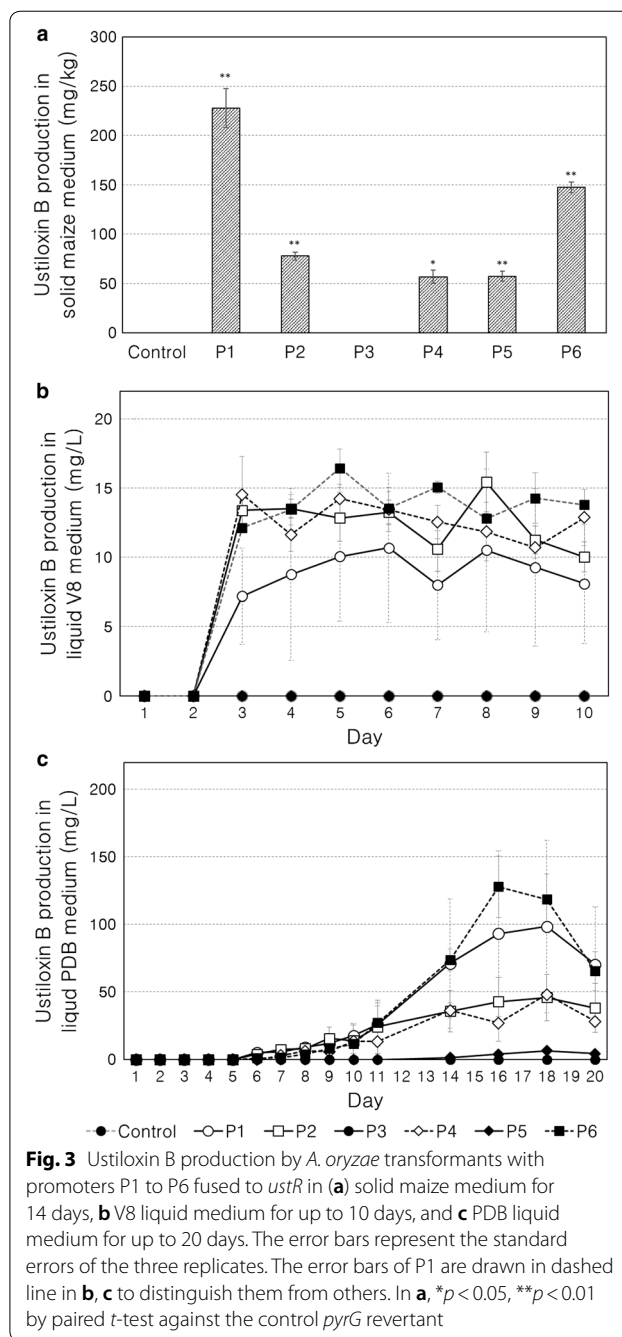 a
Ustiloxin B production in
solid maize medium (mg/kg)
300
250
200
150
100
50
0
**
**
*
**
**
Control P1 P2 P3 P4 P5 P6
b
Ustiloxin B production in
liquid V8 medium (mg/L)
20
15
10
5
0
1 2 3 4 5 6 7 8 9 10
Day
c
Ustiloxin B production in
liqud PDB medium (mg/L)
200
150
100
50
0
1 2 3 4 5 6 7 8 9 10 11 12 13 14 15 16 17 18 19 20
Day
Control P1 P2 P3 P4 P5 P6
Fig. 3 Ustiloxin B production by A. oryzae transformants with
promoters P1 to P6 fused to ustR in (a) solid maize medium for
14 days, b V8 liquid medium for up to 10 days, and c PDB liquid
medium for up to 20 days. The error bars represent the standard
errors of the three replicates. The error bars of P1 are drawn in dashed
line in b, c to distinguish them from others. In a, *p < 0.05, **p < 0.01
by paired t-test against the control pyrG revertant